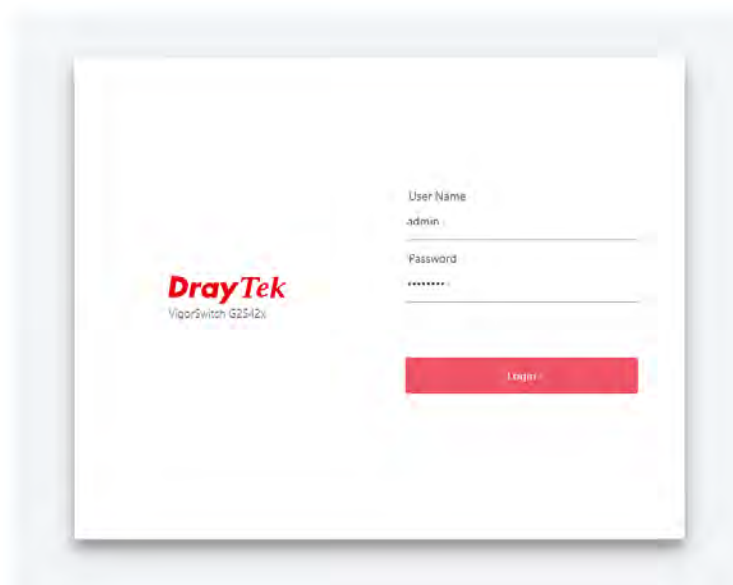 DrayTek
VigorSwitch G2542x
User Name
admin
Password
••••••••
Login